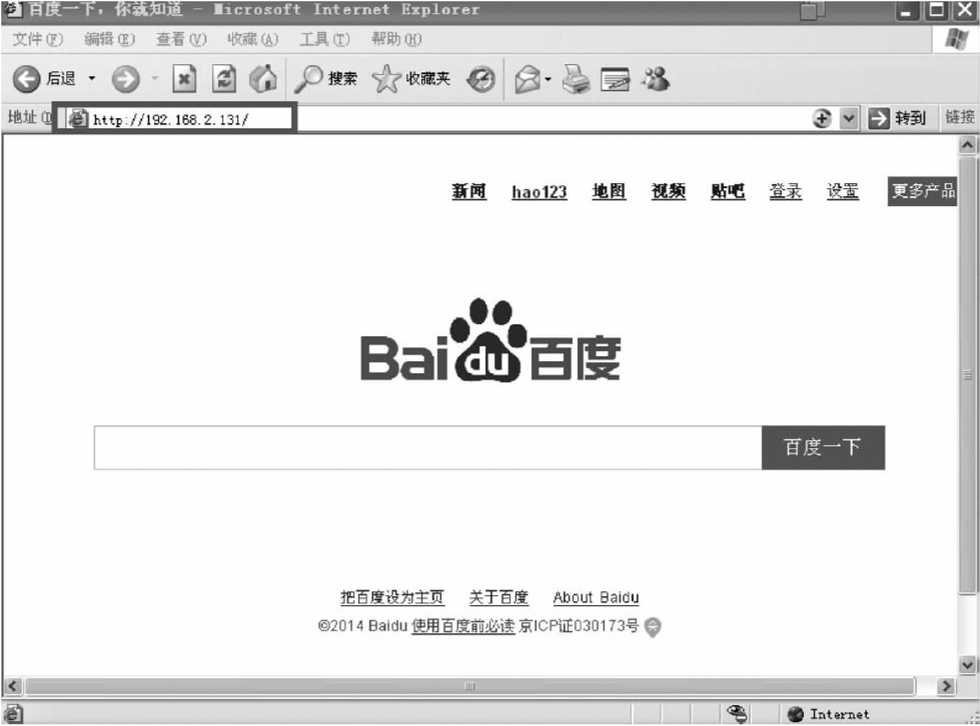 百度一下，你就知道 - Microsoft Internet Explorer
文件(F) 编辑(E) 查看(V) 收藏(A) 工具(T) 帮助(H)
后退 搜索 收藏夹
地址(D) http://192.168.2.131/ 转到 链接
新闻 hao123 地图 视频 贴吧 登录 设置 更多产品
Bai du 百度
百度一下
把百度设为主页 关于百度 About Baidu
©2014 Baidu 使用百度前必读 京ICP证030173号
Internet